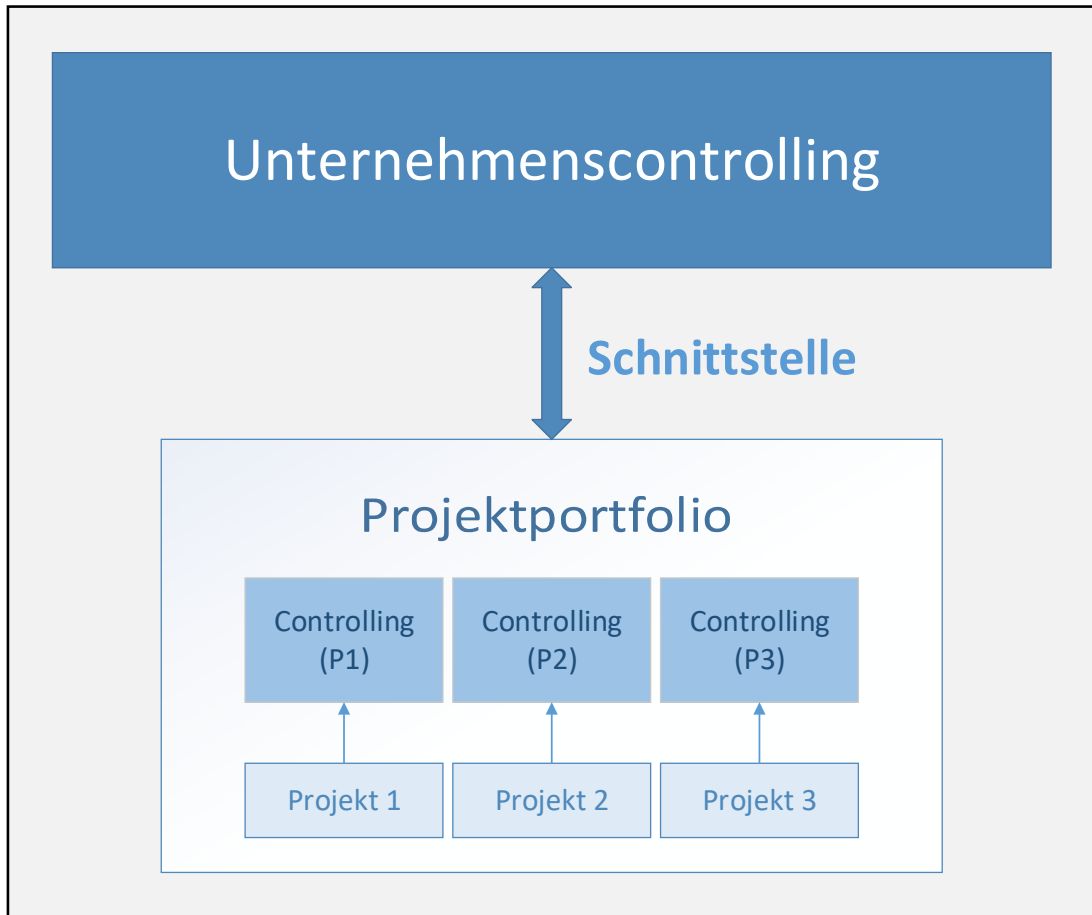 Unternehmenscontrolling
Schnittstelle
Projektportfolio
Controlling
(P1)
Controlling
(P2)
Controlling
(P3)
Projekt 1
Projekt 2
Projekt 3